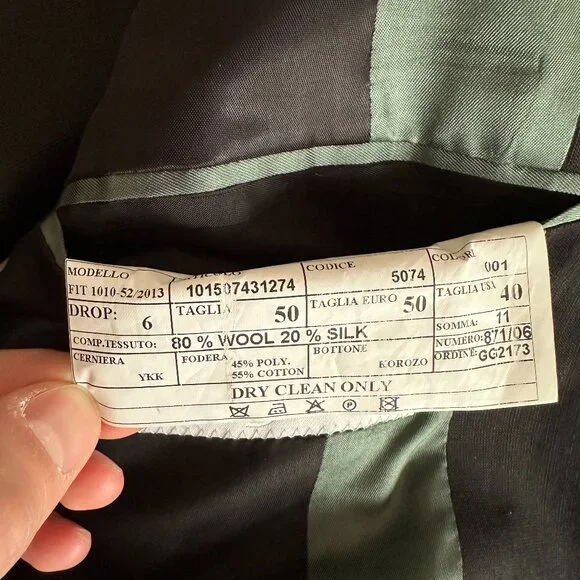 MODELLO CODICE
FIT 1010-52/2013 101507431274 5074 001
DROP: 6 TAGLIA 50 TAGLIA EURO 50 TAGLIA USA 40
COMP.TESSUTO: 80 % WOOL 20 % SILK SOMMA: 11
CERNIERA YKK FODERA 45% POLY. 55% COTTON BOTTONE KOROZO NUMERO: 871/06
ORDINE: GG2173
DRY CLEAN ONLY